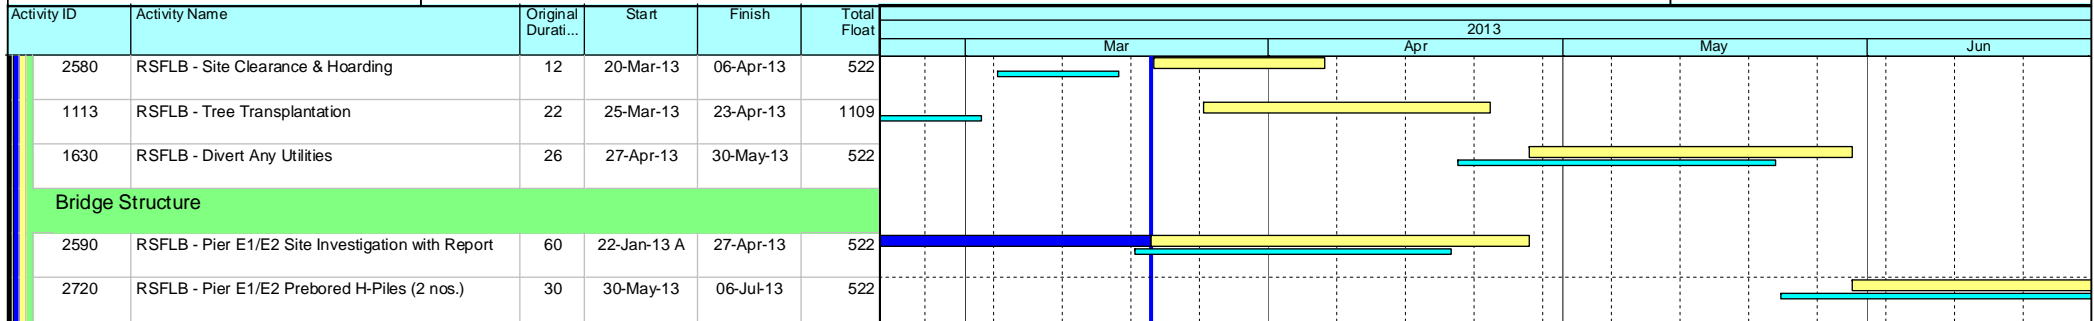 Activity ID Activity Name Original Start Finish Total
Durati... Float
2013
Mar Apr May Jun
2580 RSFLB - Site Clearance & Hoarding 12 20-Mar-13 06-Apr-13 522
1113 RSFLB - Tree Transplantation 22 25-Mar-13 23-Apr-13 1109
1630 RSFLB - Divert Any Utilities 26 27-Apr-13 30-May-13 522
Bridge Structure
2590 RSFLB - Pier E1/E2 Site Investigation with Report 60 22-Jan-13 A 27-Apr-13 522
2720 RSFLB - Pier E1/E2 Prebored H-Piles (2 nos.) 30 30-May-13 06-Jul-13 522